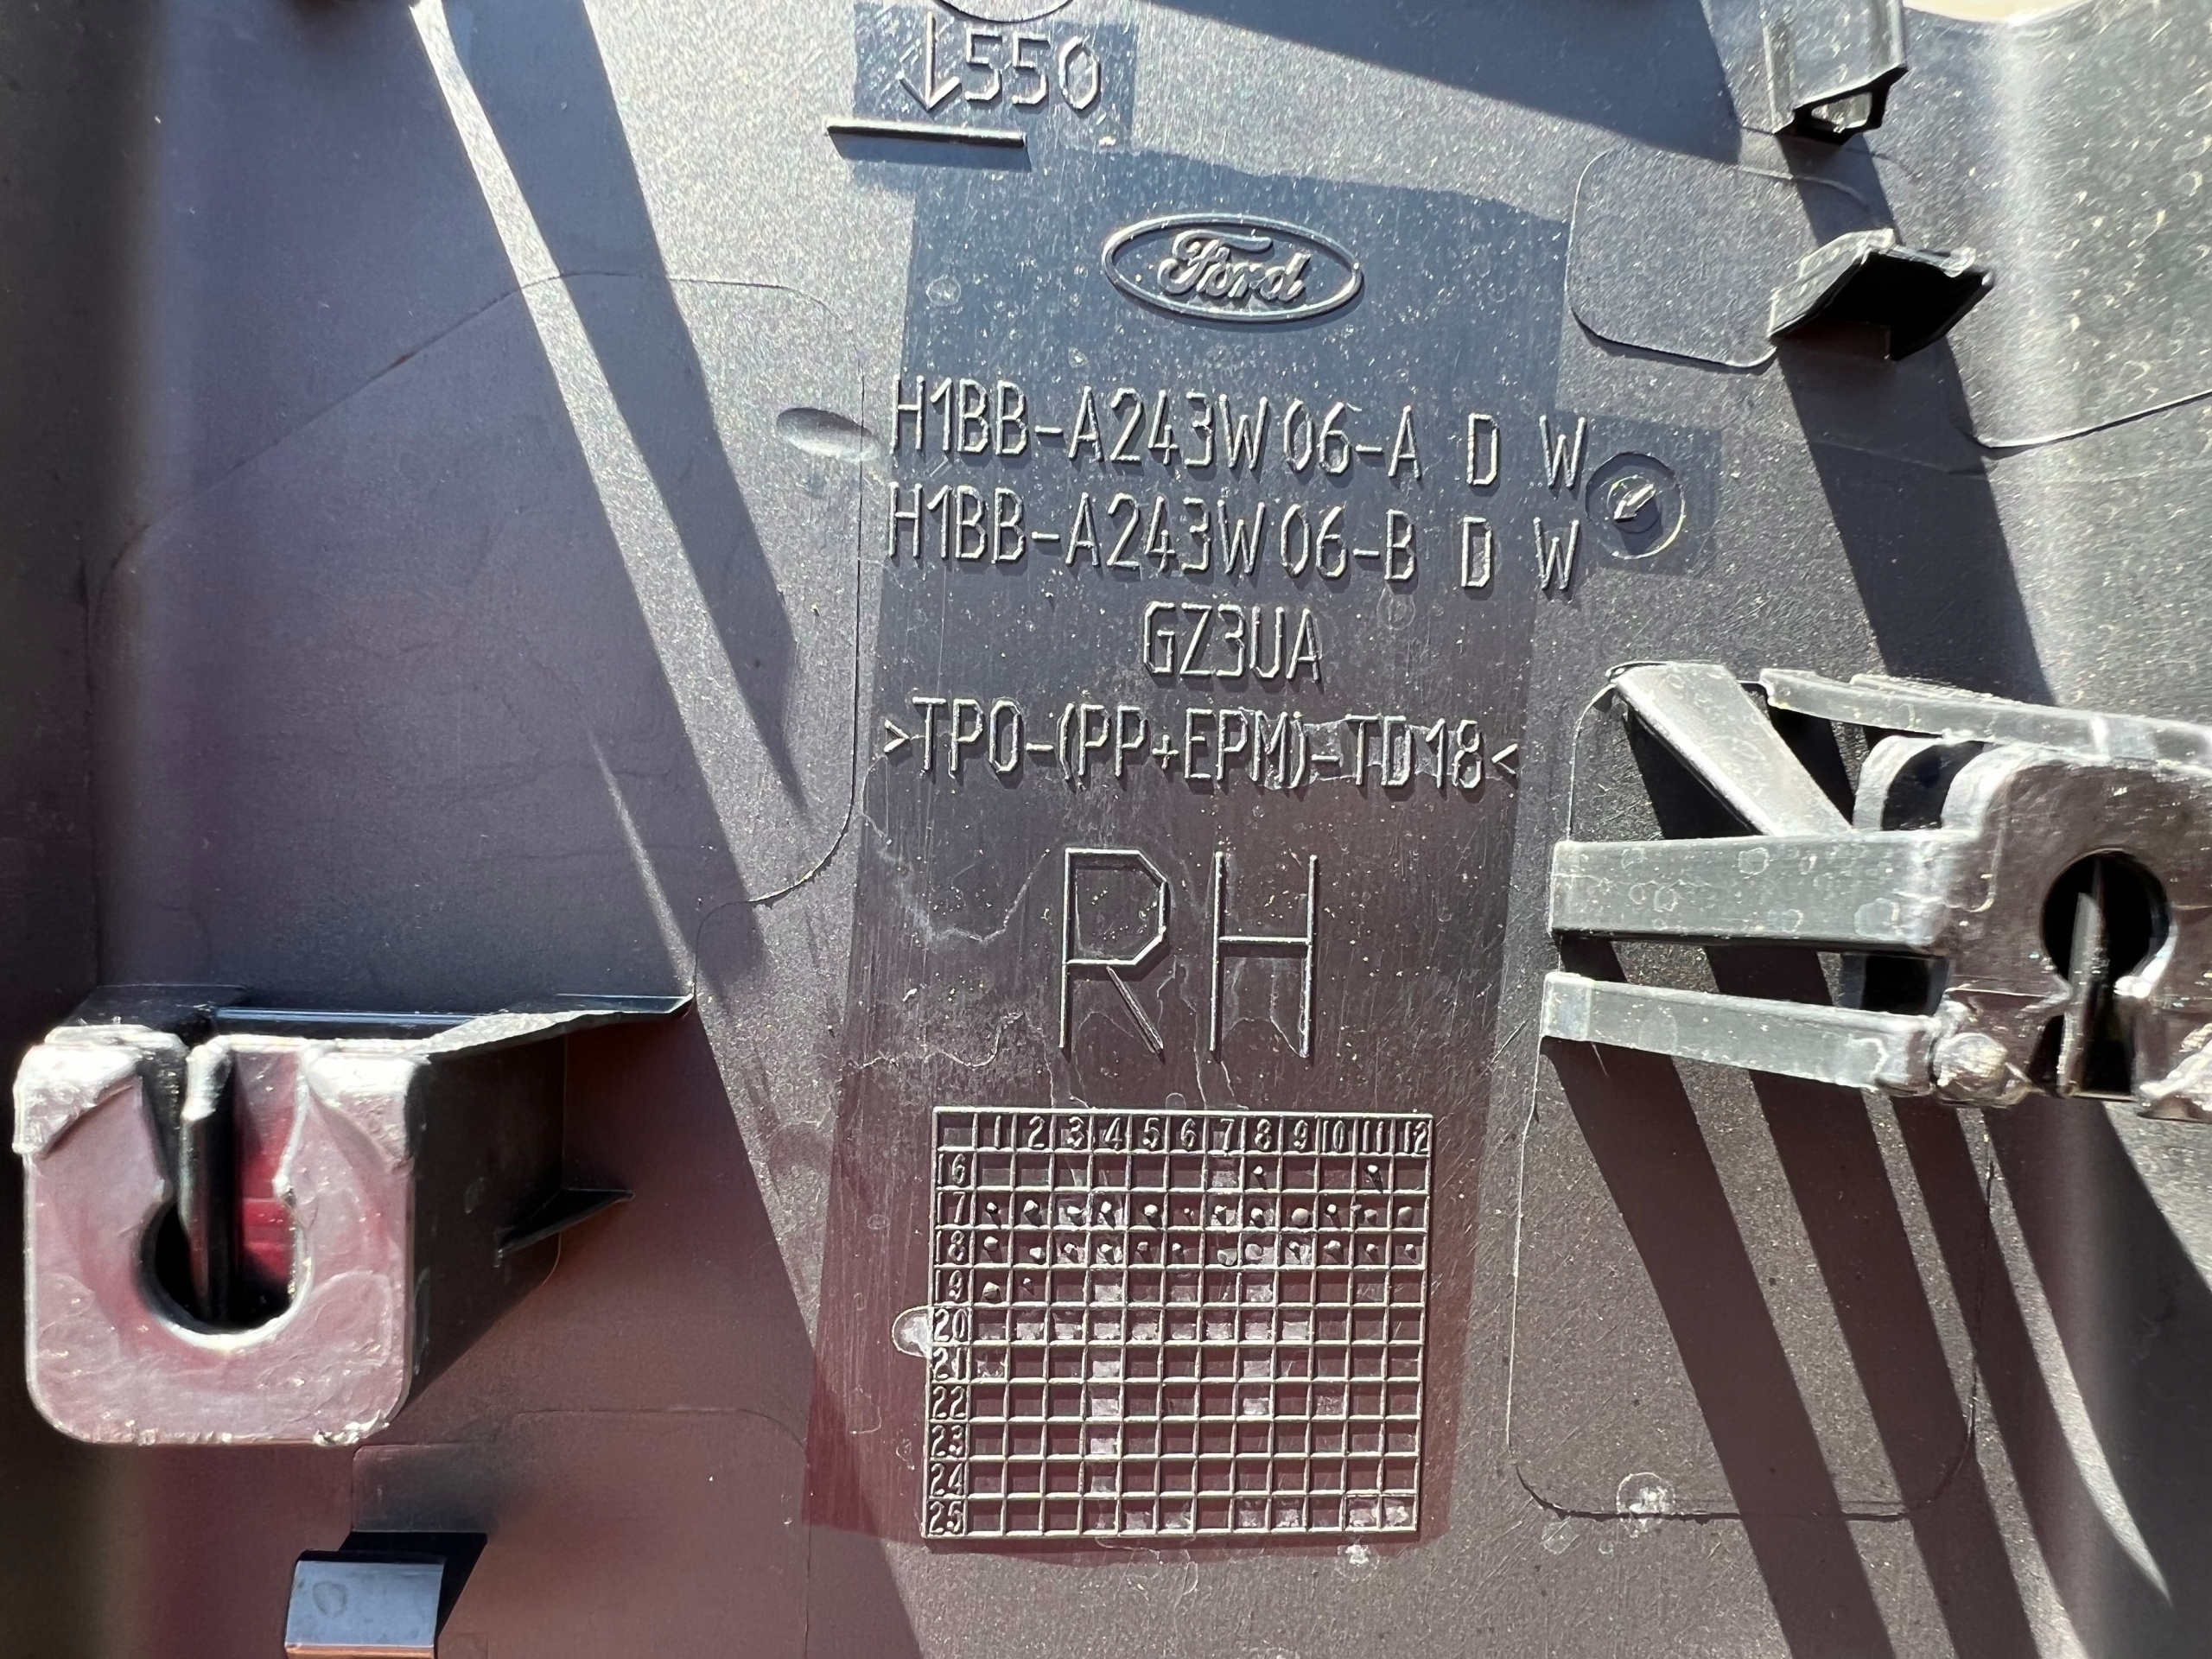 ↓550
Ford
H1BB-A243W06-A D W
H1BB-A243W06-B D W
GZ3UA
>TPO-(PP+EPM)-TD18<
RH
1 2 3 4 5 6 7 8 9 10 11 12
16
17
18
19
20
21
22
23
24
25